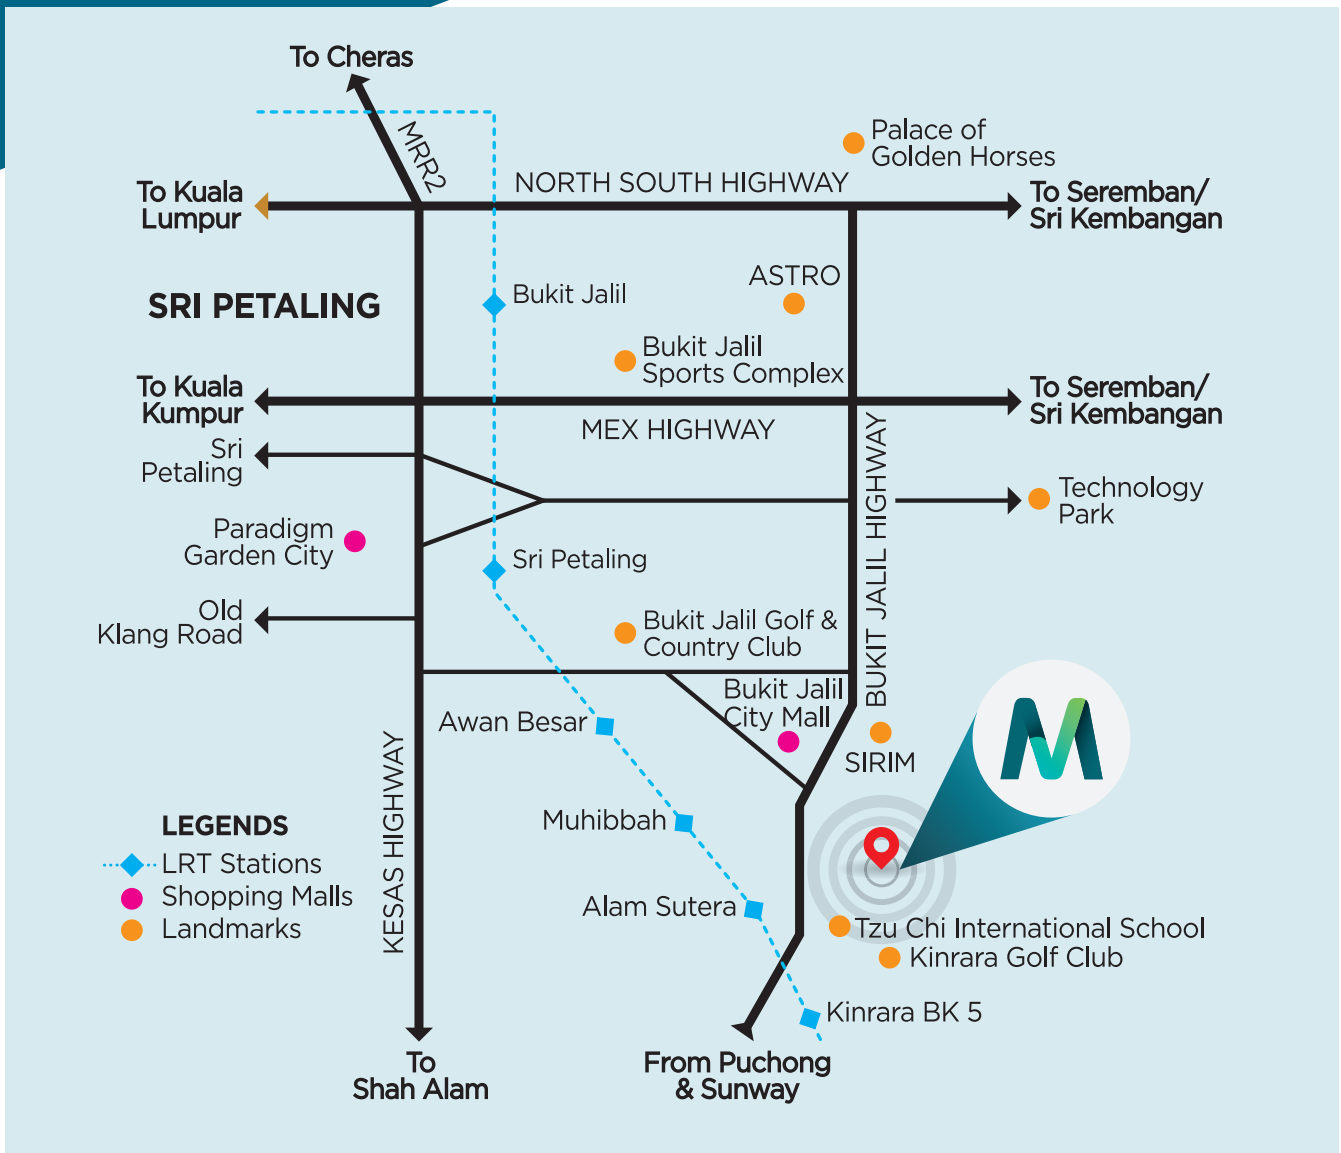 To Cheras
MRR2
Palace of
Golden Horses
NORTH SOUTH HIGHWAY
To Kuala
Lumpur
To Seremban/
Sri Kembangan
ASTRO
SRI PETALING
Bukit Jalil
Bukit Jalil
Sports Complex
To Kuala
Kumpur
To Seremban/
Sri Kembangan
MEX HIGHWAY
Sri
Petaling
BUKIT JALIL HIGHWAY
Technology
Park
Paradigm
Garden City
Sri Petaling
Old
Klang Road
Bukit Jalil Golf &
Country Club
Bukit Jalil
City Mall
Awan Besar
SIRIM
M
KESAS HIGHWAY
Muhibbah
LEGENDS
LRT Stations
Shopping Malls
Landmarks
Alam Sutera
Tzu Chi International School
Kinrara Golf Club
Kinrara BK 5
To
Shah Alam
From Puchong
& Sunway